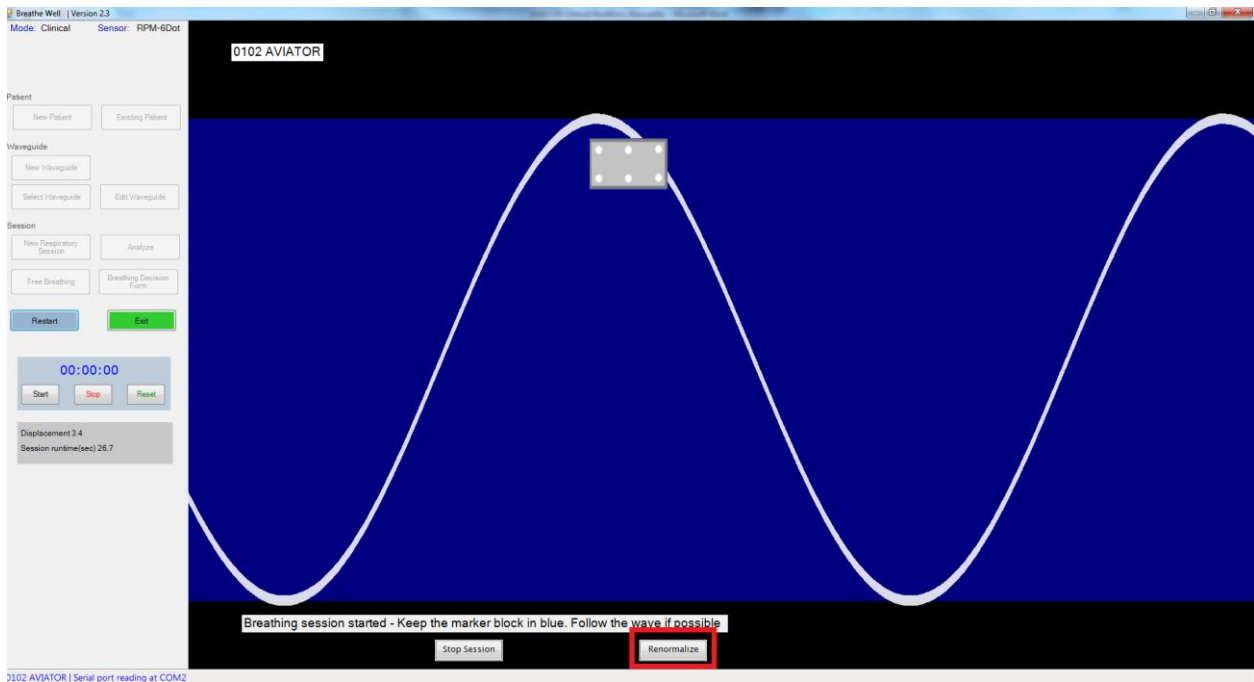 Breathe Well. | Version 2.3
Mode: Clinical Sensor: RPM-6Dot
0102 AVIATOR
Patient
New Patient Existing Patient
Waveguide
New Waveguide
Select Waveguide Edit Waveguide
Session
New Respiratory
Session
Analyze
Free Breathing
Breathing Decision
Form
Restart Exit
00:00:00
Start Stop Reset
Displacement 3.4
Session runtime(sec) 26.7
Breathing session started - Keep the marker block in blue. Follow the wave if possible
Stop Session Renormalize
0102 AVIATOR | Serial port reading at COM2